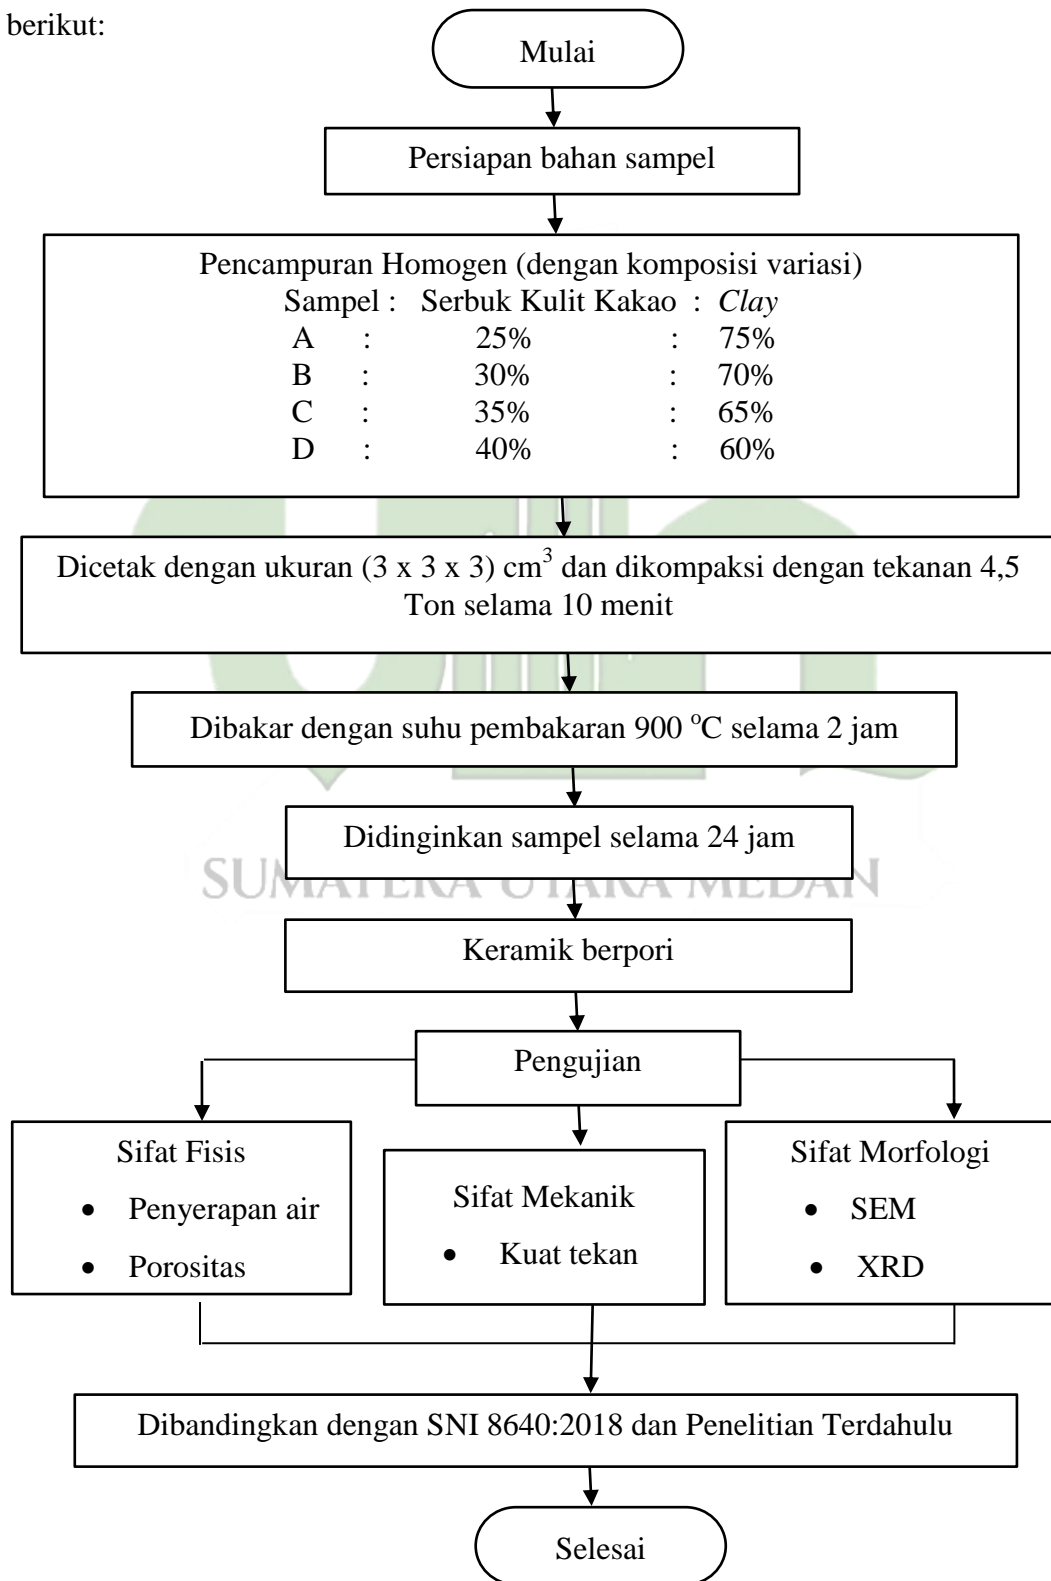 berikut:
Mulai
Persiapan bahan sampel
Pencampuran Homogen (dengan komposisi variasi)
Sampel : Serbuk Kulit Kakao : Clay
A : 25% : 75%
B : 30% : 70%
C : 35% : 65%
D : 40% : 60%
Dicetak dengan ukuran (3 x 3 x 3) cm³ dan dikompaksi dengan tekanan 4,5
Ton selama 10 menit
Dibakar dengan suhu pembakaran 900 °C selama 2 jam
Didinginkan sampel selama 24 jam
SUMATERA UTARA MEDAN
Keramik berpori
Pengujian
Sifat Fisis
• Penyerapan air
• Porositas
Sifat Mekanik
• Kuat tekan
Sifat Morfologi
• SEM
• XRD
Dibandingkan dengan SNI 8640:2018 dan Penelitian Terdahulu
Selesai